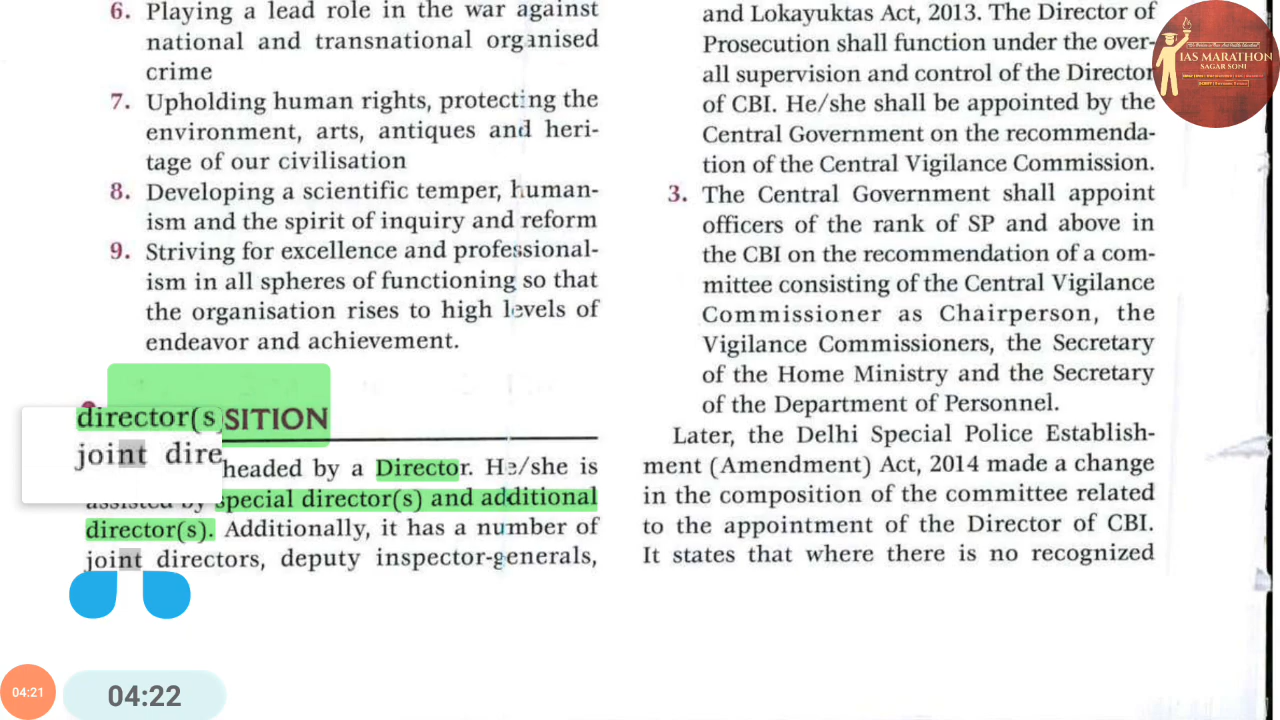 6. Playing a lead role in the war against
national and transnational organised
crime
7. Upholding human rights, protecting the
environment, arts, antiques and heri-
tage of our civilisation
8. Developing a scientific temper, human-
ism and the spirit of inquiry and reform
9. Striving for excellence and professional-
ism in all spheres of functioning so that
the organisation rises to high levels of
endeavor and achievement.
SITION
headed by a Director. He/she is
assisted by special director(s) and additional
director(s). Additionally, it has a number of
joint directors, deputy inspector-generals,
director(s
joint dire
and Lokayuktas Act, 2013. The Director of
Prosecution shall function under the over-
all supervision and control of the Director
of CBI. He/she shall be appointed by the
Central Government on the recommenda-
tion of the Central Vigilance Commission.
3. The Central Government shall appoint
officers of the rank of SP and above in
the CBI on the recommendation of a com-
mittee consisting of the Central Vigilance
Commissioner as Chairperson, the
Vigilance Commissioners, the Secretary
of the Home Ministry and the Secretary
of the Department of Personnel.
Later, the Delhi Special Police Establish-
ment (Amendment) Act, 2014 made a change
in the composition of the committee related
to the appointment of the Director of CBI.
It states that where there is no recognized
IAS MARATHON
SAGAR SONI
04:21
04:22